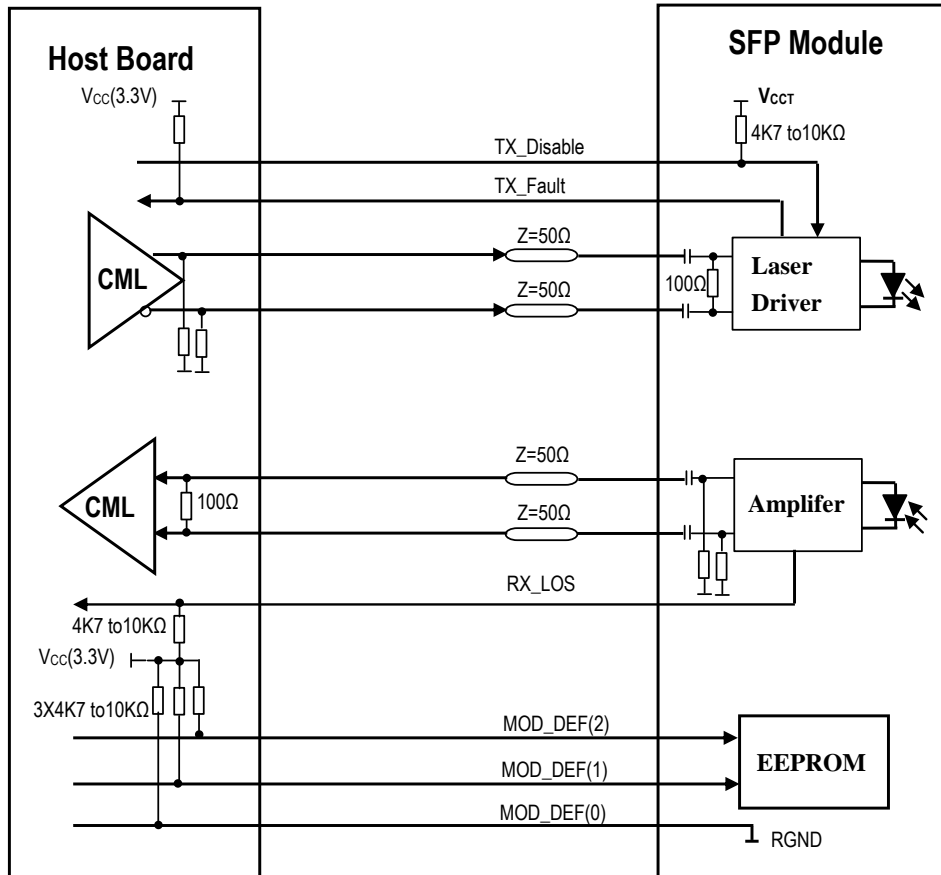 Host Board
SFP Module
VCC(3.3V)
VCCT
4K7 to10KΩ
TX_Disable
TX_Fault
CML
Z=50Ω
Z=50Ω
100Ω
Laser
Driver
CML
100Ω
Z=50Ω
Z=50Ω
Amplifer
RX_LOS
4K7 to10KΩ
VCC(3.3V)
3X4K7 to10KΩ
MOD_DEF(2)
MOD_DEF(1)
MOD_DEF(0)
EEPROM
RGND